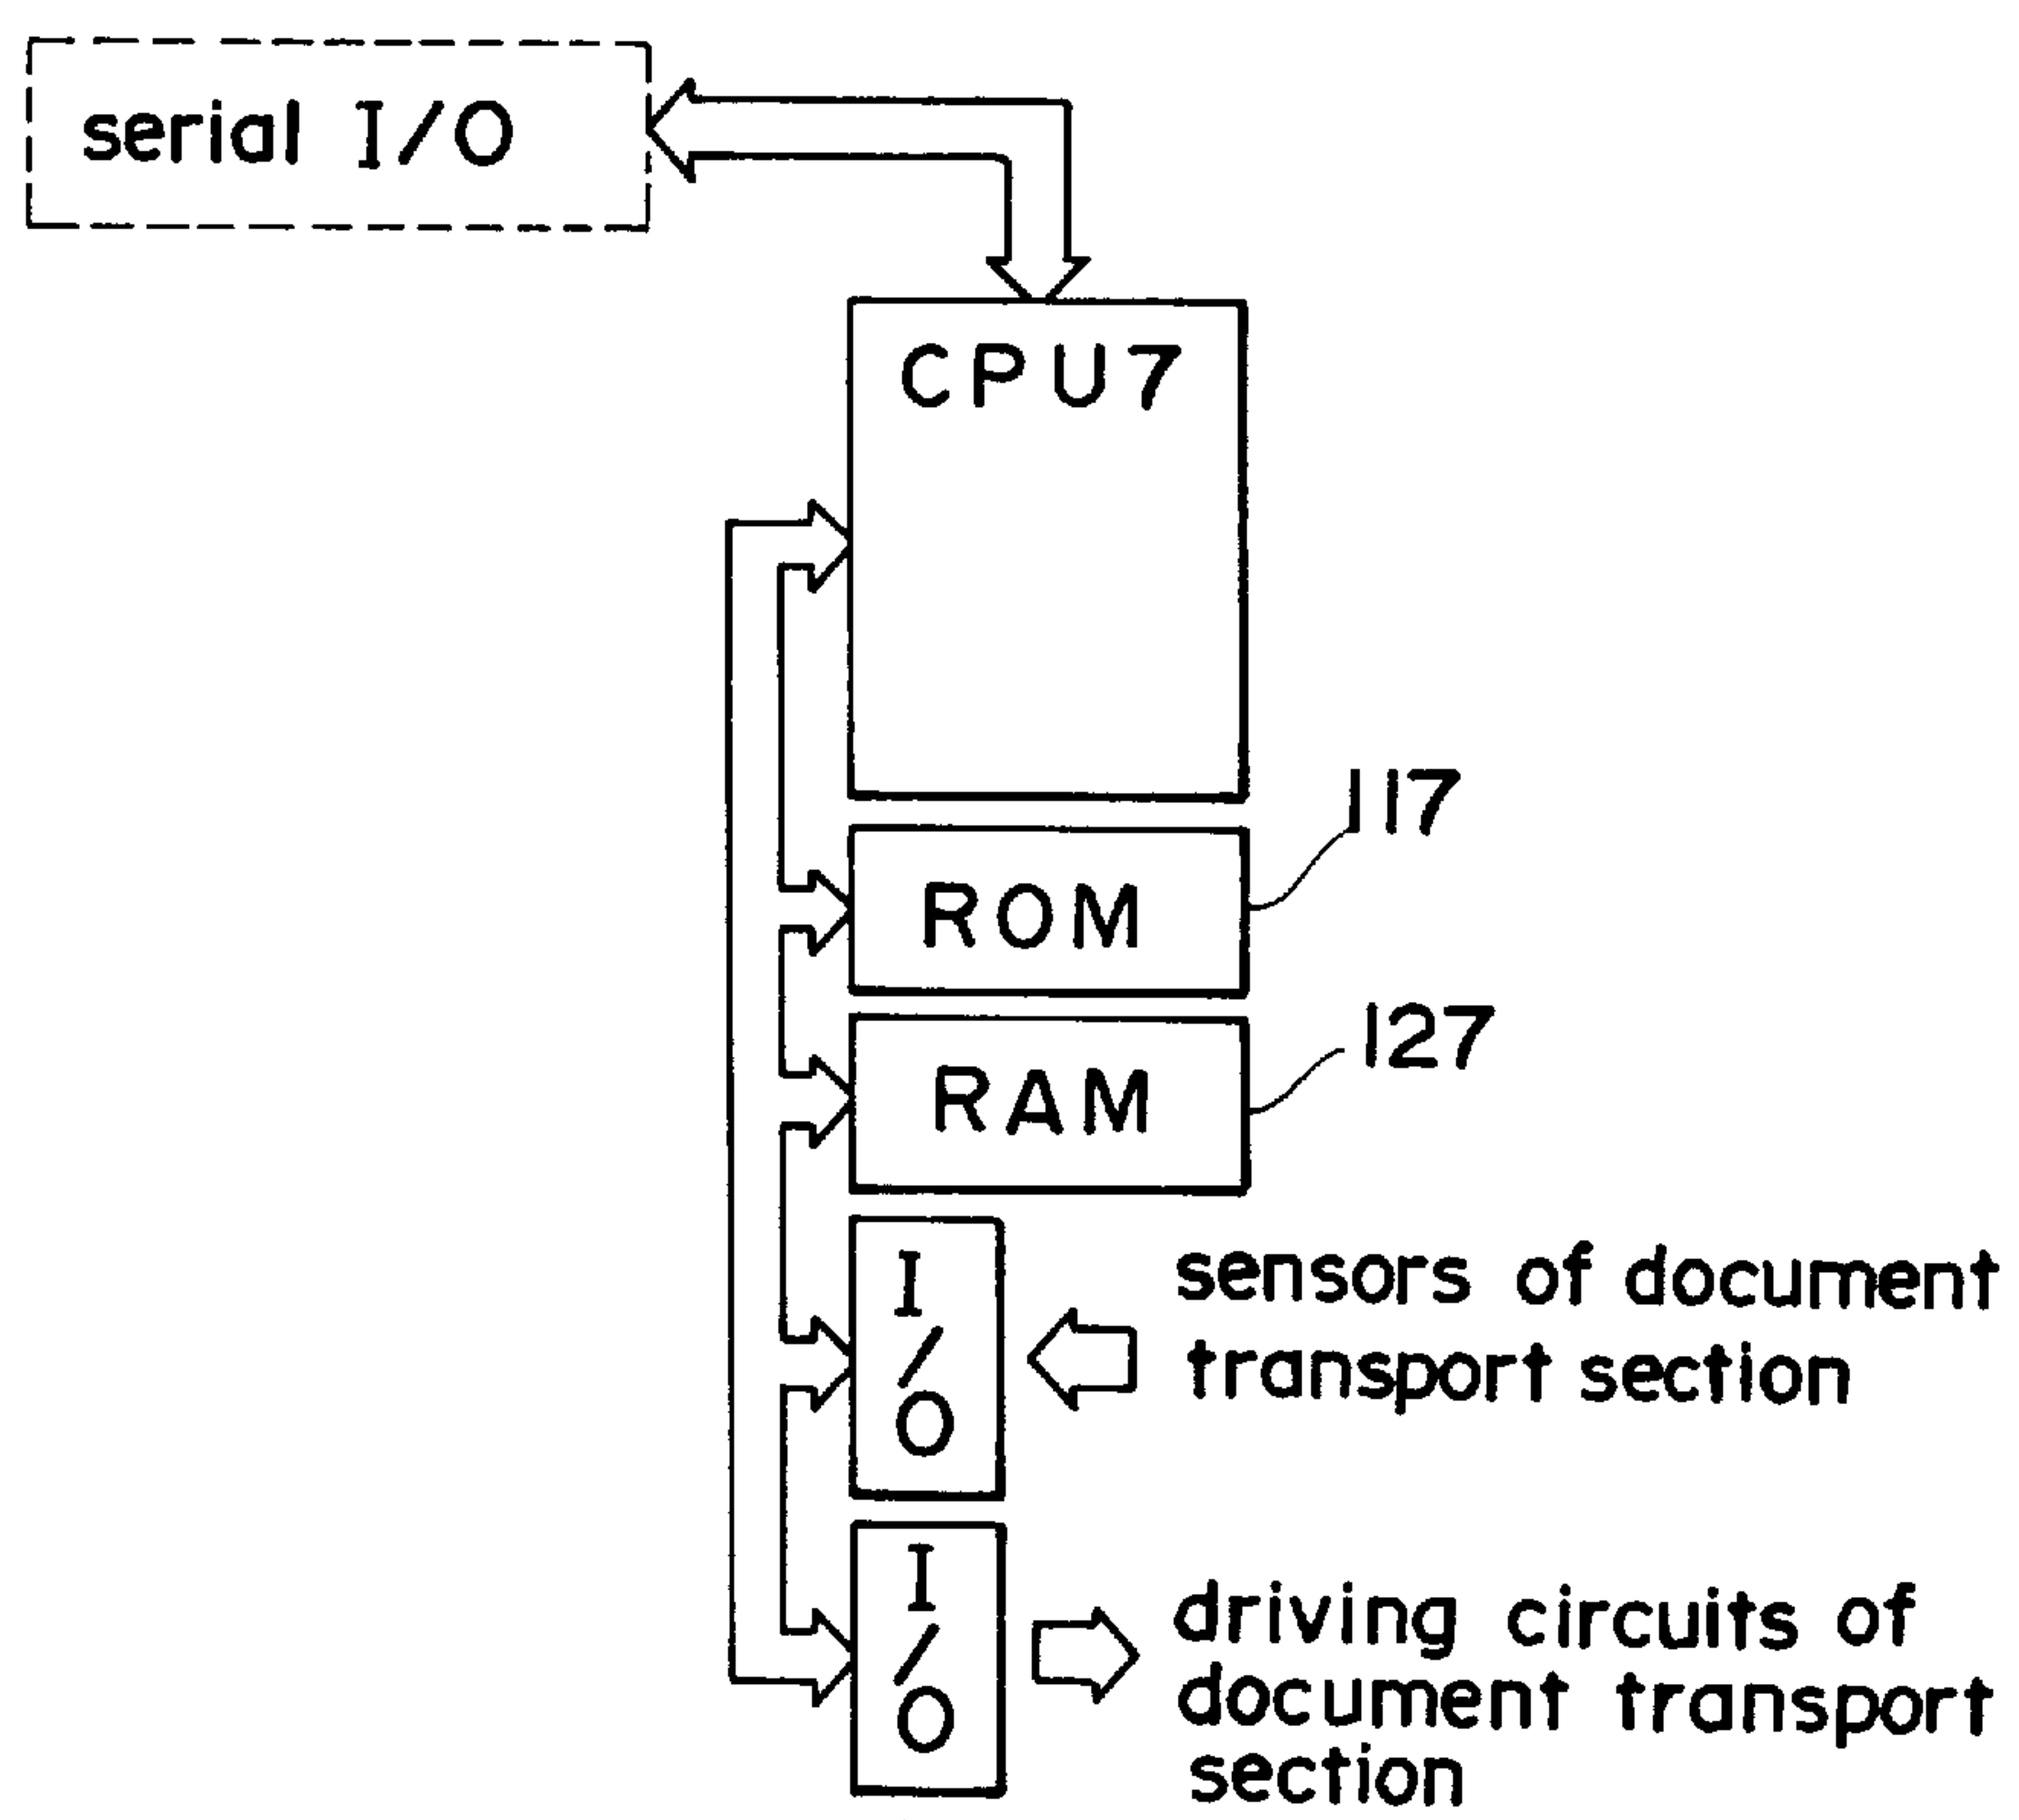 serial I/O
CPU7
117
ROM
127
RAM
I/O
sensors of document
transport section
I/O
driving circuits of
document transport
section